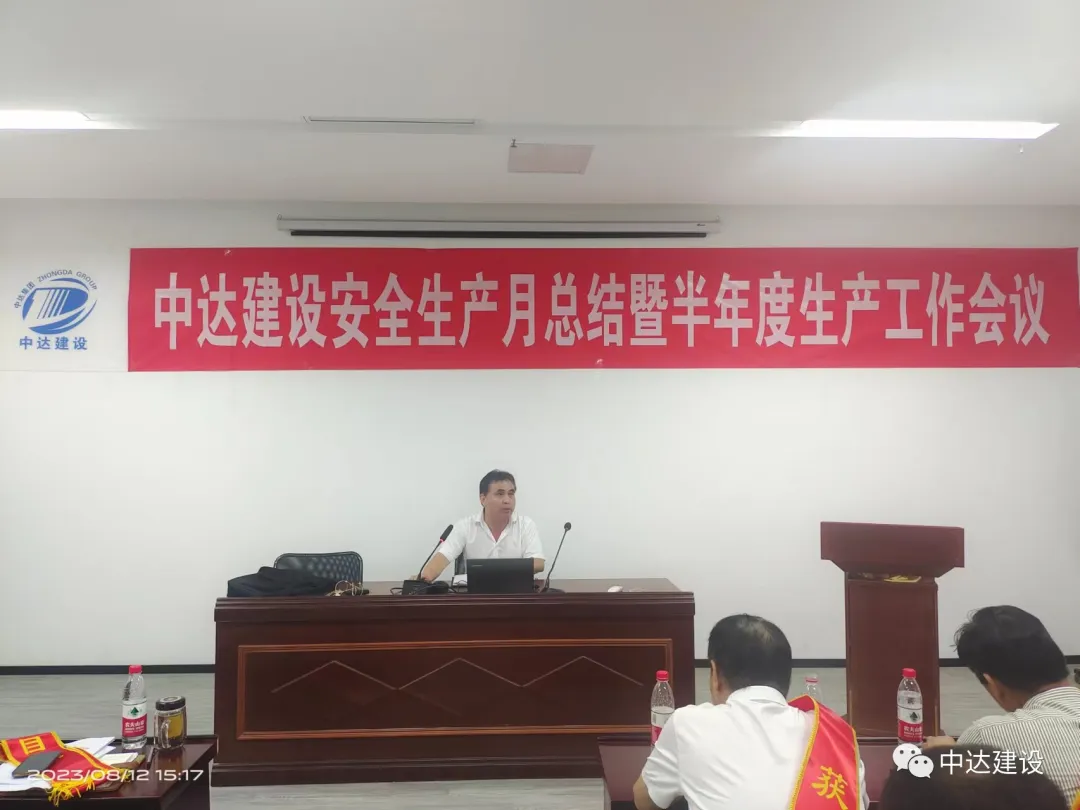 中达集团 ZHONGDA GROUP
中达建设
中达建设安全生产月总结暨半年度生产工作会议
目
获
2023/08/12 15:17
中达建设